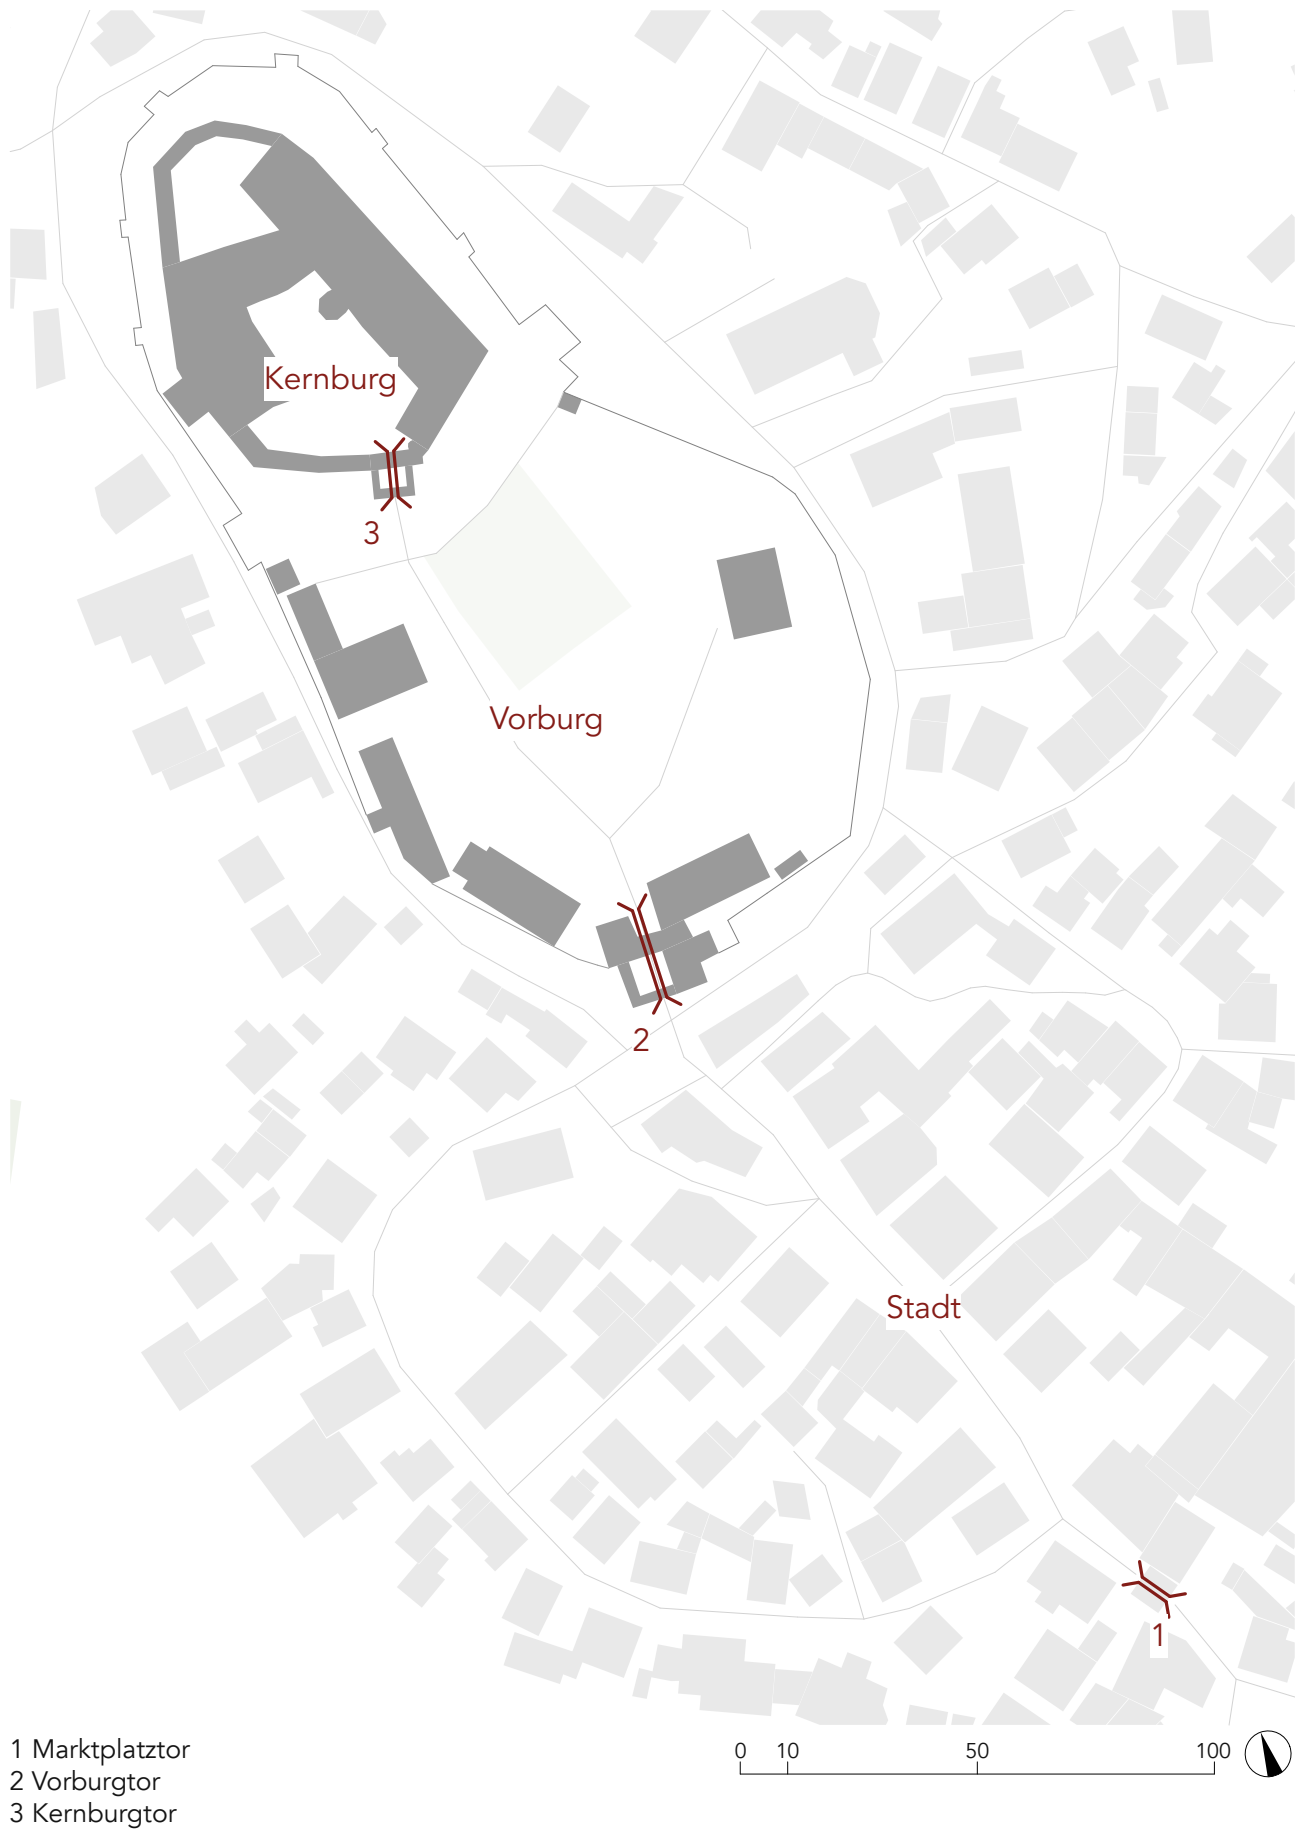 Kernburg
3
Vorburg
2
Stadt
1
1 Marktplatztor
2 Vorburgtor
3 Kernburgtor
0 10 50 100